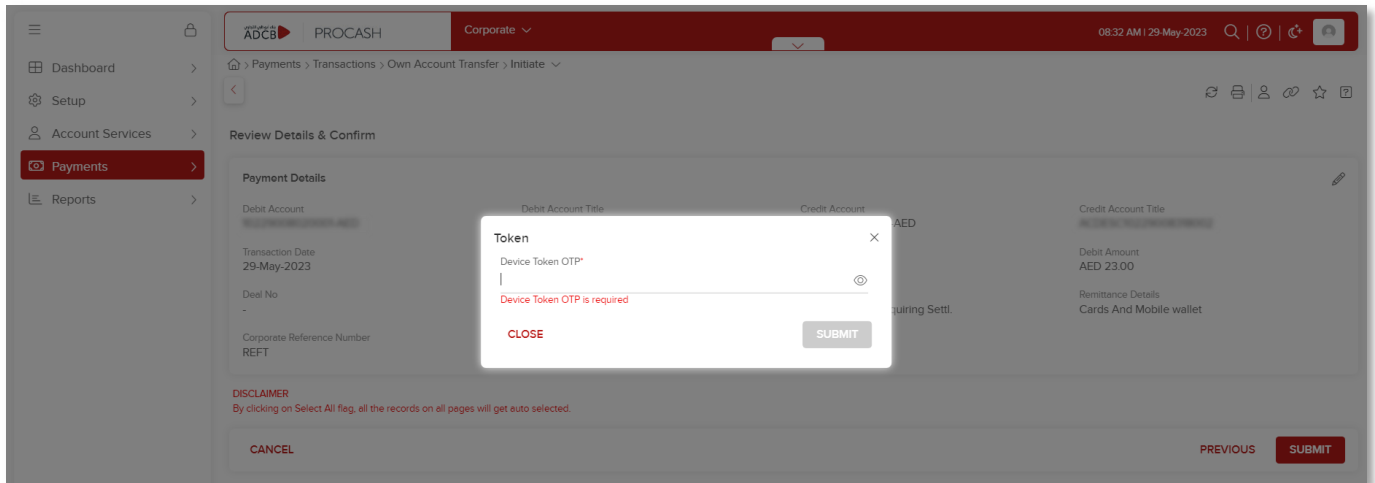 ADCB
PROCASH
Corporate
08:32 AM | 29-May-2023
Dashboard
Setup
Account Services
Payments
Reports
> Payments > Transactions > Own Account Transfer > Initiate
Review Details & Confirm
Payment Details
Debit Account
Debit Account Title
Credit Account
Credit Account Title
AED
Transaction Date
29-May-2023
Debit Amount
AED 23.00
Deal No
-
quiring Settl.
Remittance Details
Cards And Mobile wallet
Corporate Reference Number
REFT
Token
Device Token OTP*
Device Token OTP is required
CLOSE
SUBMIT
DISCLAIMER
By clicking on Select All flag, all the records on all pages will get auto selected.
CANCEL
PREVIOUS
SUBMIT